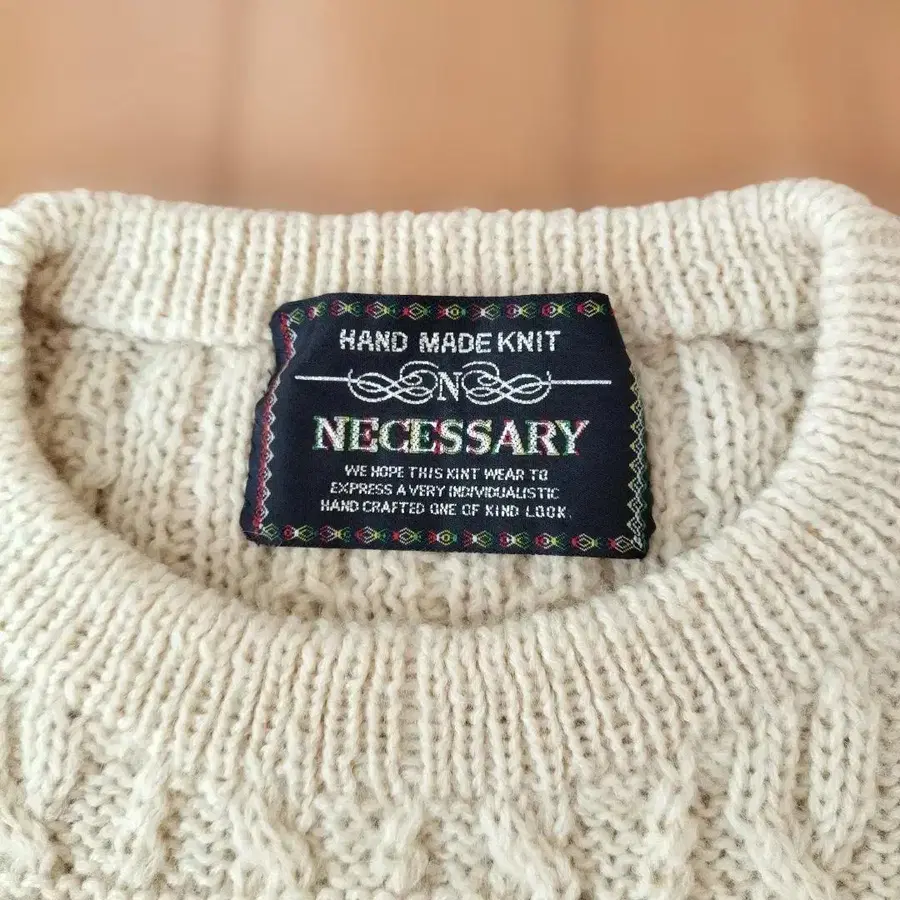 HAND MADE KNIT
N
NECESSARY
WE HOPE THIS KINT WEAR TO
EXPRESS A VERY INDIVIDUALISTIC
HAND CRAFTED ONE OF KIND LOOK.